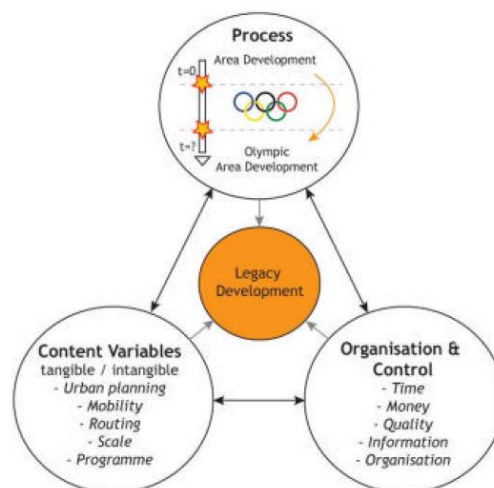 Process
Area Development
t=0
t=?
Olympic
Area Development
Legacy
Development
Content Variables
tangible / intangible
- Urban planning
- Mobility
- Routing
- Scale
- Programme
Organisation &
Control
- Time
- Money
- Quality
- Information
- Organisation